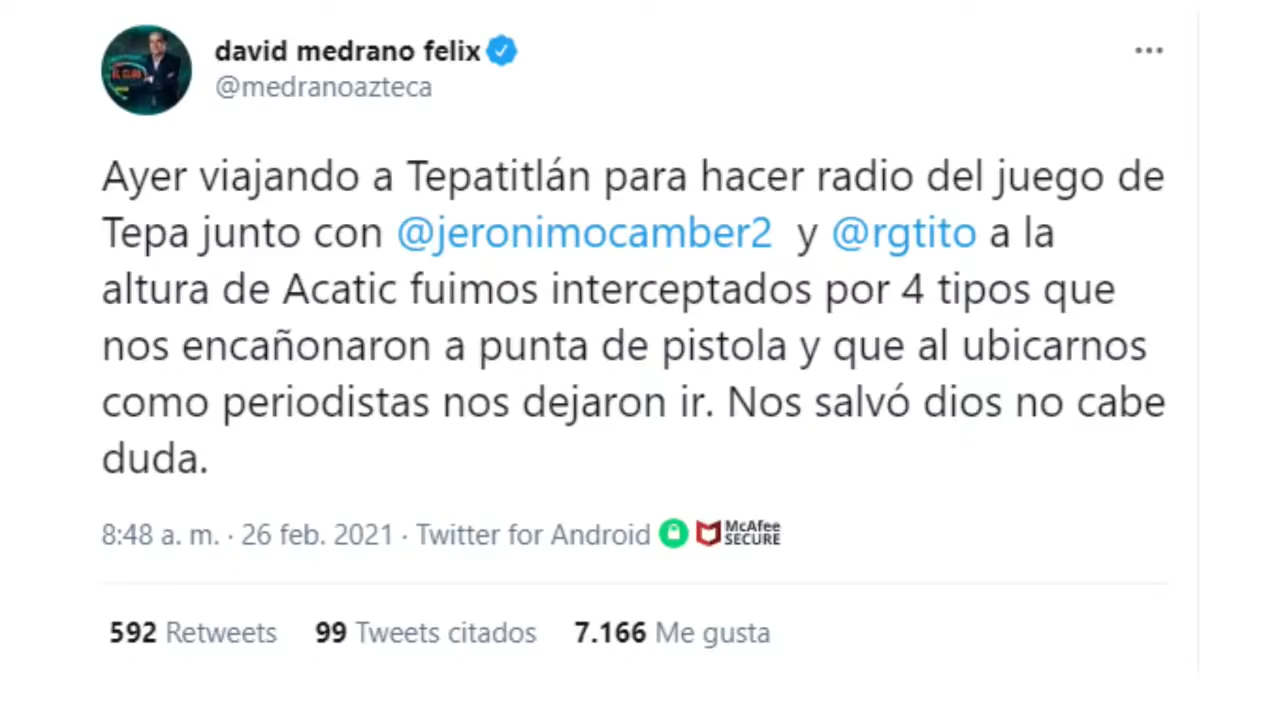 david medrano felix
@medranoazteca
Ayer viajando a Tepatitlán para hacer radio del juego de
Tepa junto con @jeronimocamber2 y @rgtito a la
altura de Acatic fuimos interceptados por 4 tipos que
nos encañonaron a punta de pistola y que al ubicarnos
como periodistas nos dejaron ir. Nos salvó dios no cabe
duda.
8:48 a. m. · 26 feb. 2021 · Twitter for Android McAfee SECURE
592 Retweets 99 Tweets citados 7.166 Me gusta